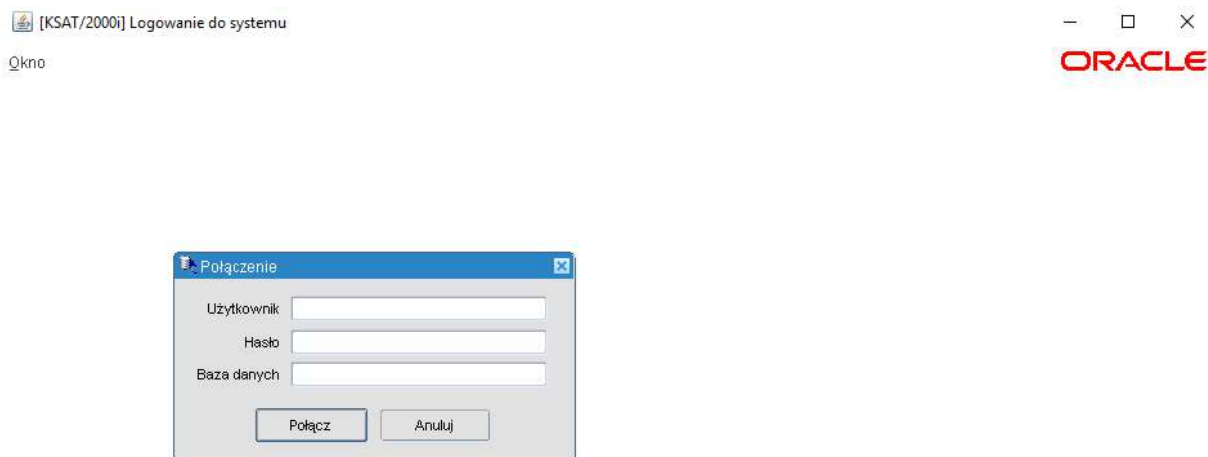 [KSAT/2000i] Logowanie do systemu
Okno
ORACLE
Połączenie
Użytkownik
Hasło
Baza danych
Połącz Anuluj